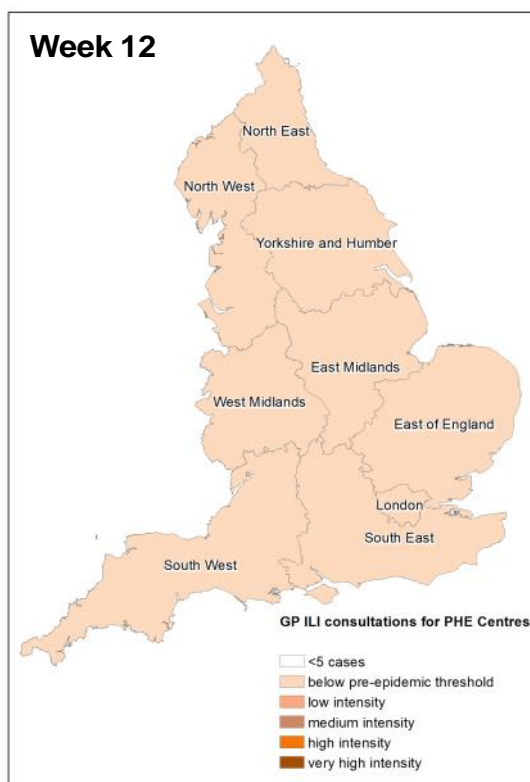 Week 12
North East
North West
Yorkshire and Humber
East Midlands
West Midlands
East of England
London
South East
South West
GP ILI consultations for PHE Centres
<5 cases
below pre-epidemic threshold
low intensity
medium intensity
high intensity
very high intensity